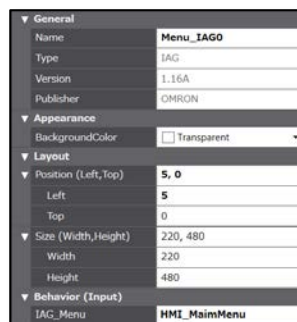 ▼ General
Name Menu_IAG0
Type IAG
Version 1.16A
Publisher OMRON
▼ Appearance
BackgroundColor Transparent
▼ Layout
▼ Position (Left,Top) 5, 0
Left 5
Top 0
▼ Size (Width,Height) 220, 480
Width 220
Height 480
▼ Behavior (Input)
IAG_Menu HMI_MaimMenu